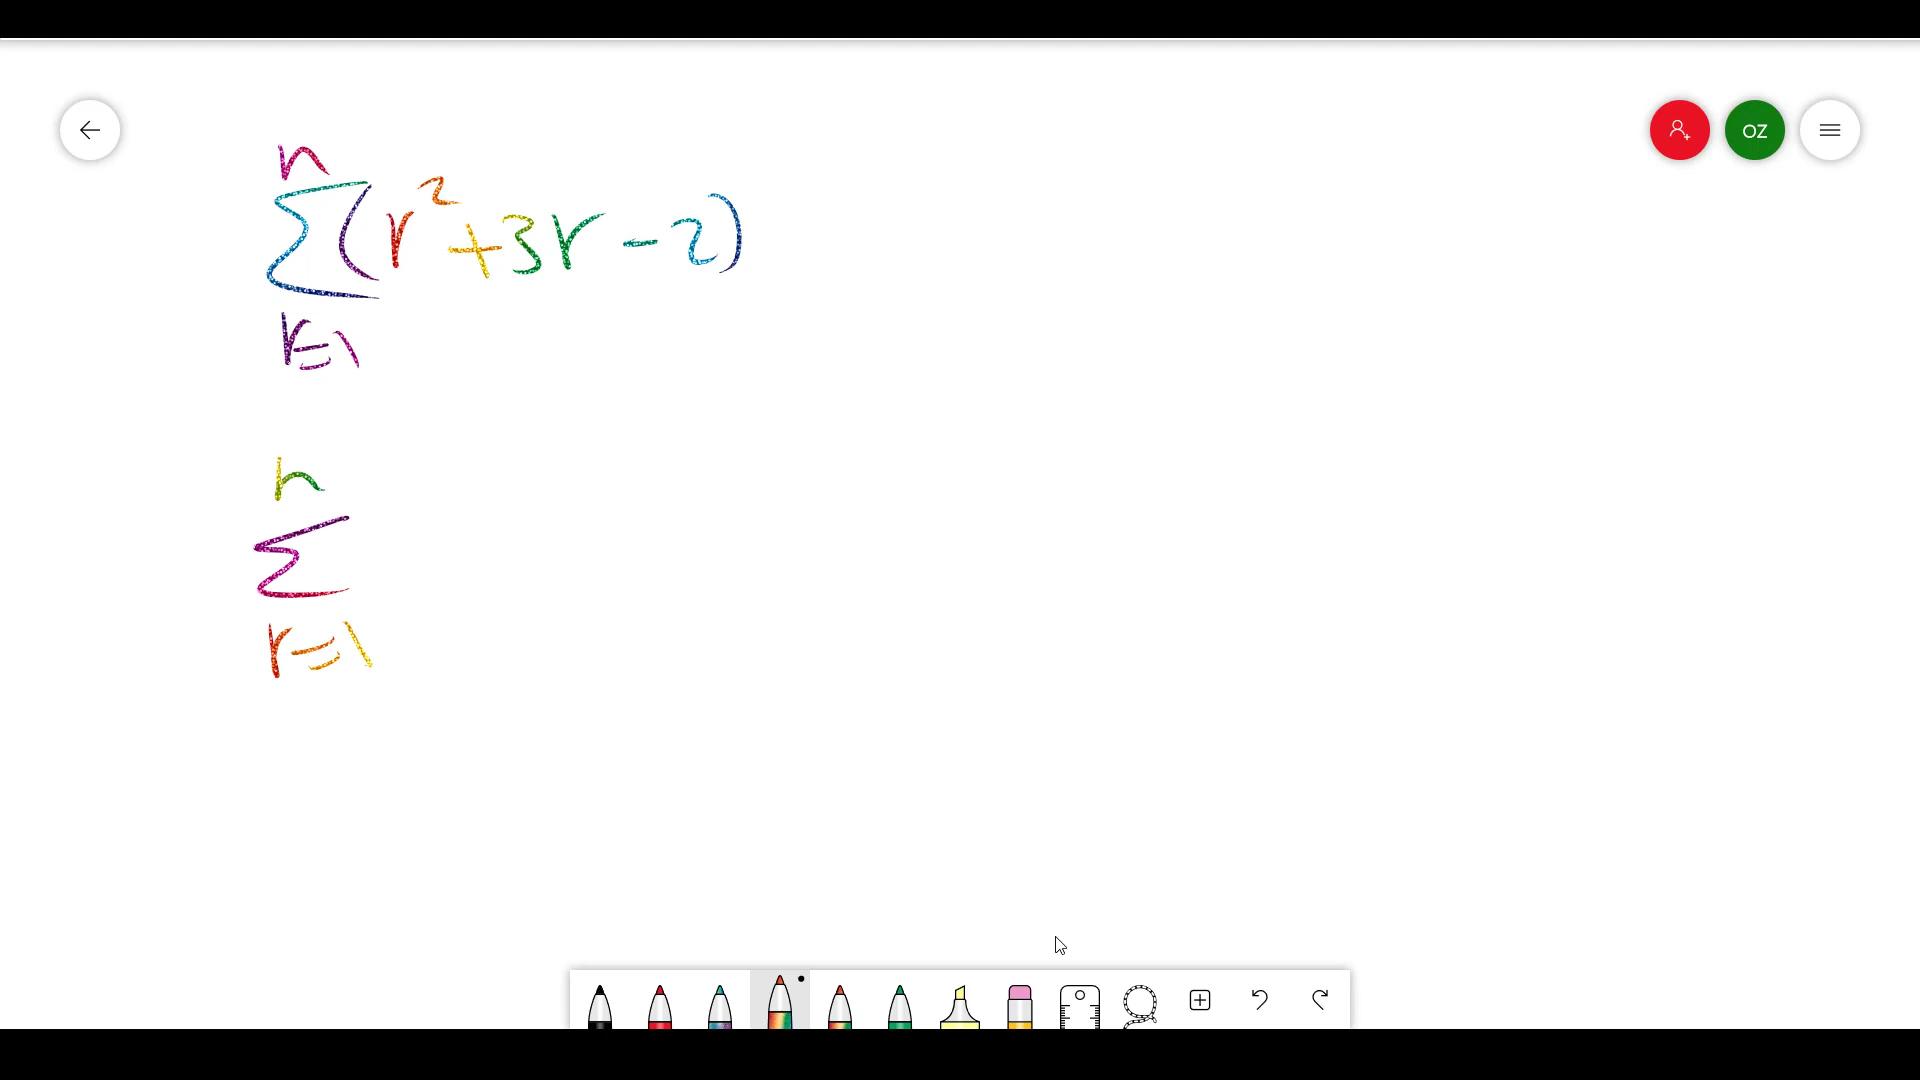 OZ
n
∑(r²+3r-2)
r=1
n
∑
r=1